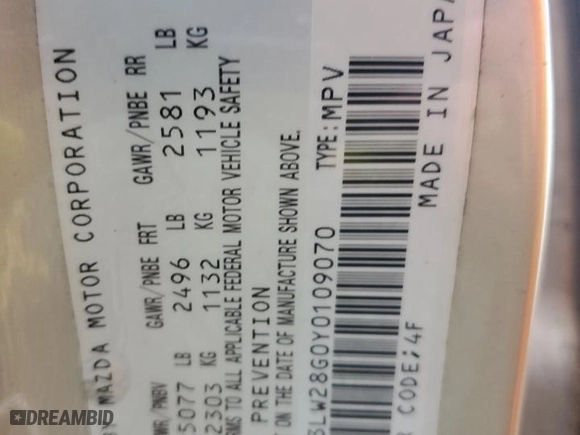 BY MAZDA MOTOR CORPORATION
GAWR/PNBE FRT GAWR/PNBE RR
5077 LB 2496 LB 2581 LB
2303 KG 1132 KG 1193 KG
TO ALL APPLICABLE FEDERAL MOTOR VEHICLE SAFETY
PREVENTION
ON THE DATE OF MANUFACTURE SHOWN ABOVE.
LW28G0Y0109070 TYPE:MPV
CODE;4F MADE IN JAPA
DREAMBID